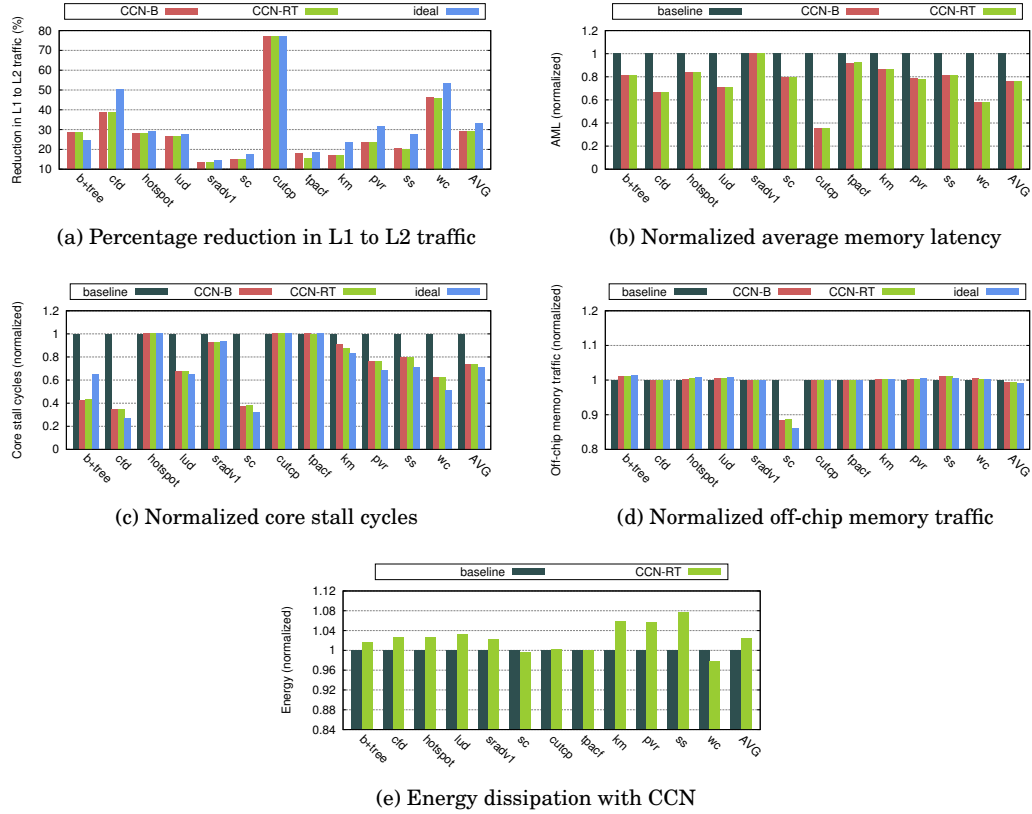 CCN-B CCN-RT ideal
Reduction in L1 to L2 traffic (%)
80
70
60
50
40
30
20
10
b+tree cfd hotspot lud sradv1 sc cutcp tpacf km pvr ss wc AVG
(a) Percentage reduction in L1 to L2 traffic
baseline CCN-B CCN-RT
AML (normalized)
1.2
1
0.8
0.6
0.4
0.2
0
b+tree cfd hotspot lud sradv1 sc cutcp tpacf km pvr ss wc AVG
(b) Normalized average memory latency
baseline CCN-B CCN-RT ideal
Core stall cycles (normalized)
1.2
1
0.8
0.6
0.4
0.2
0
b+tree cfd hotspot lud sradv1 sc cutcp tpacf km pvr ss wc AVG
(c) Normalized core stall cycles
baseline CCN-B CCN-RT ideal
Off-chip memory traffic (normalized)
1.2
1.1
1
0.9
0.8
b+tree cfd hotspot lud sradv1 sc cutcp tpacf km pvr ss wc AVG
(d) Normalized off-chip memory traffic
baseline CCN-RT
Energy (normalized)
1.12
1.08
1.04
1
0.96
0.92
0.88
0.84
b+tree cfd hotspot lud sradv1 sc cutcp tpacf km pvr ss wc AVG
(e) Energy dissipation with CCN